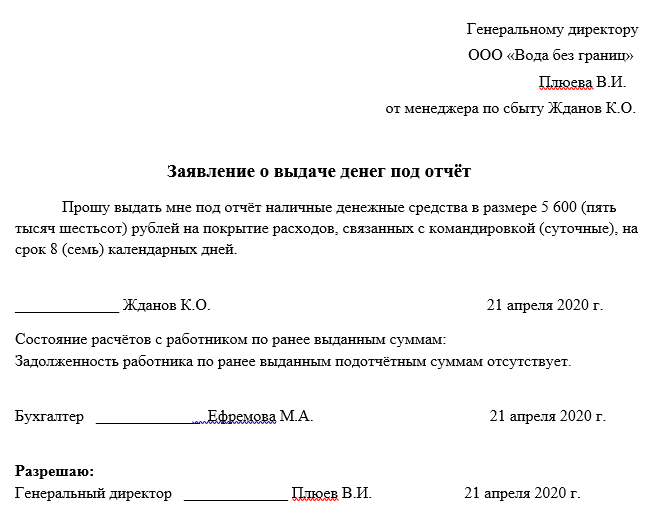 Генеральному директору
ООО «Вода без границ»
Плюева В.И.
от менеджера по сбыту Жданов К.О.
Заявление о выдаче денег под отчёт
Прошу выдать мне под отчёт наличные денежные средства в размере 5 600 (пять
тысяч шестьсот) рублей на покрытие расходов, связанных с командировкой (суточные), на
срок 8 (семь) календарных дней.
_____________ Жданов К.О. 21 апреля 2020 г.
Состояние расчётов с работником по ранее выданным суммам:
Задолженность работника по ранее выданным подотчётным суммам отсутствует.
Бухгалтер _____________ Ефремова М.А. 21 апреля 2020 г.
Разрешаю:
Генеральный директор _____________ Плюев В.И. 21 апреля 2020 г.